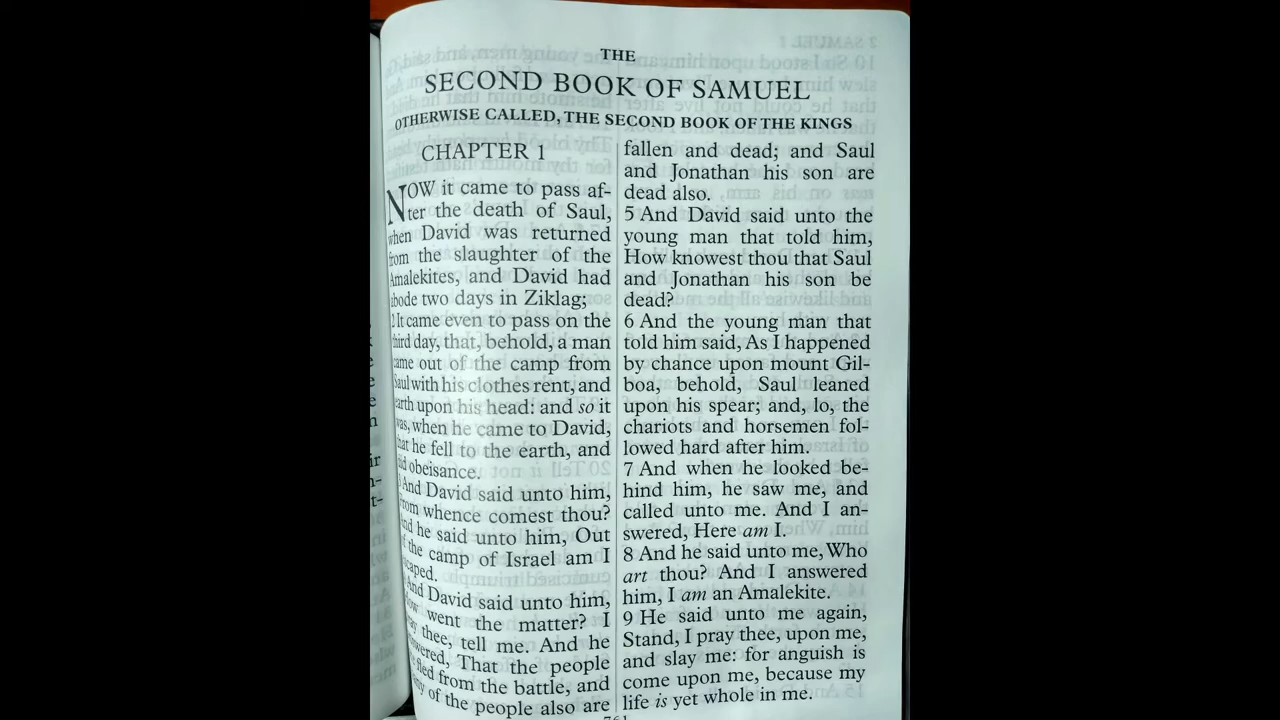 THE
SECOND BOOK OF SAMUEL
OTHERWISE CALLED, THE SECOND BOOK OF THE KINGS
CHAPTER 1
NOW it came to pass af-
ter the death of Saul,
when David was returned
from the slaughter of the
Amalekites, and David had
abode two days in Ziklag;
2 It came even to pass on the
third day, that, behold, a man
came out of the camp from
Saul with his clothes rent, and
earth upon his head: and so it
was, when he came to David,
that he fell to the earth, and
did obeisance.
And David said unto him,
From whence comest thou?
And he said unto him, Out
of the camp of Israel am I
caped.
And David said unto him,
How went the matter? I
thee, tell me. And he
wered, That the people
fled from the battle, and
of the people also are
fallen and dead; and Saul
and Jonathan his son are
dead also.
5 And David said unto the
young man that told him,
How knowest thou that Saul
and Jonathan his son be
dead?
6 And the young man that
told him said, As I happened
by chance upon mount Gil-
boa, behold, Saul leaned
upon his spear; and, lo, the
chariots and horsemen fol-
lowed hard after him.
7 And when he looked be-
hind him, he saw me, and
called unto me. And I an-
swered, Here am I.
8 And he said unto me, Who
art thou? And I answered
him, I am an Amalekite.
9 He said unto me again,
Stand, I pray thee, upon me,
and slay me: for anguish is
come upon me, because my
life is yet whole in me.